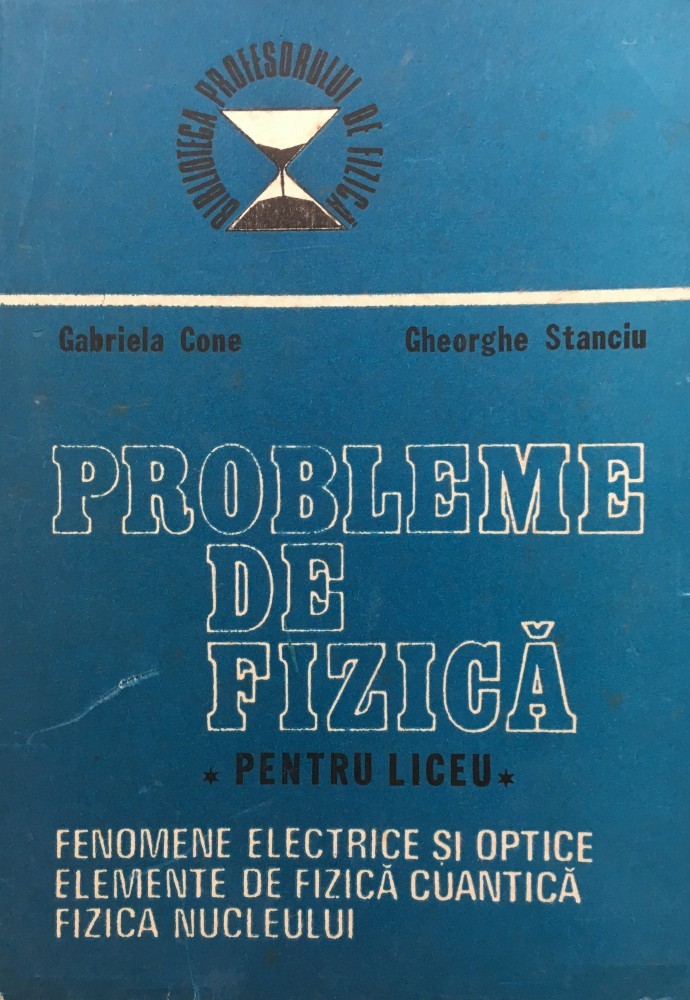 BIBLIOTECA PROFESORULUI DE FIZICĂ
Gabriela Cone Gheorghe Stanciu
PROBLEME
DE
FIZICĂ
* PENTRU LICEU *
FENOMENE ELECTRICE ȘI OPTICE
ELEMENTE DE FIZICĂ CUANTICĂ
FIZICA NUCLEULUI